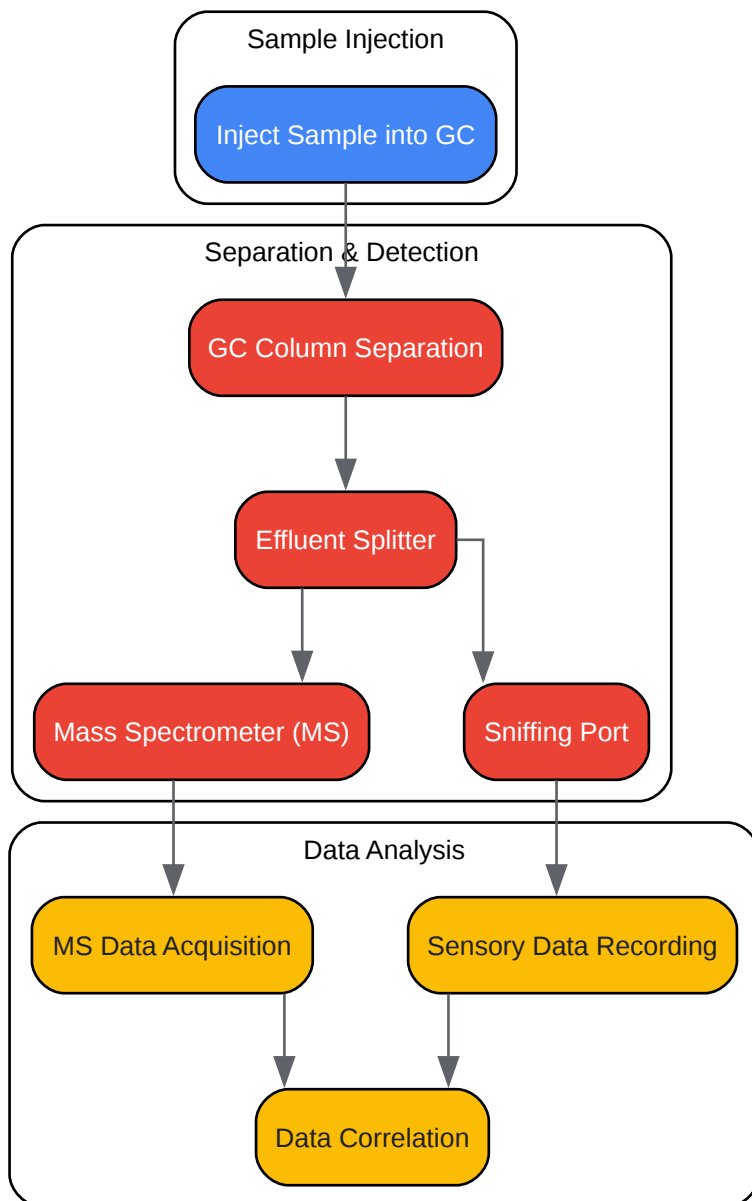 Sample Injection
Inject Sample into GC
Separation & Detection
GC Column Separation
Effluent Splitter
Mass Spectrometer (MS)
Sniffing Port
Data Analysis
MS Data Acquisition
Sensory Data Recording
Data Correlation